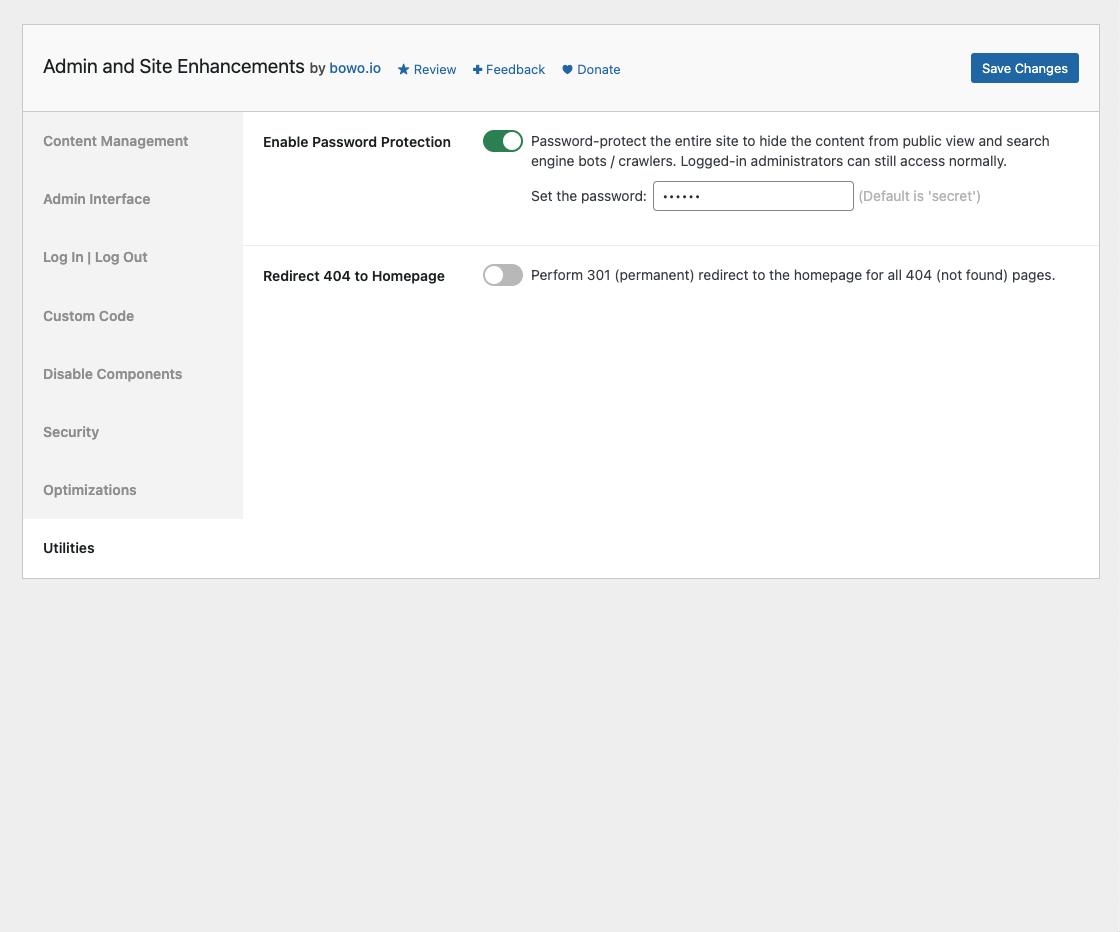 Admin and Site Enhancements by bowo.io Review Feedback Donate
Save Changes
Content Management
Admin Interface
Log In | Log Out
Custom Code
Disable Components
Security
Optimizations
Utilities
Enable Password Protection
Password-protect the entire site to hide the content from public view and search
engine bots / crawlers. Logged-in administrators can still access normally.
Set the password: •••••• (Default is 'secret')
Redirect 404 to Homepage
Perform 301 (permanent) redirect to the homepage for all 404 (not found) pages.